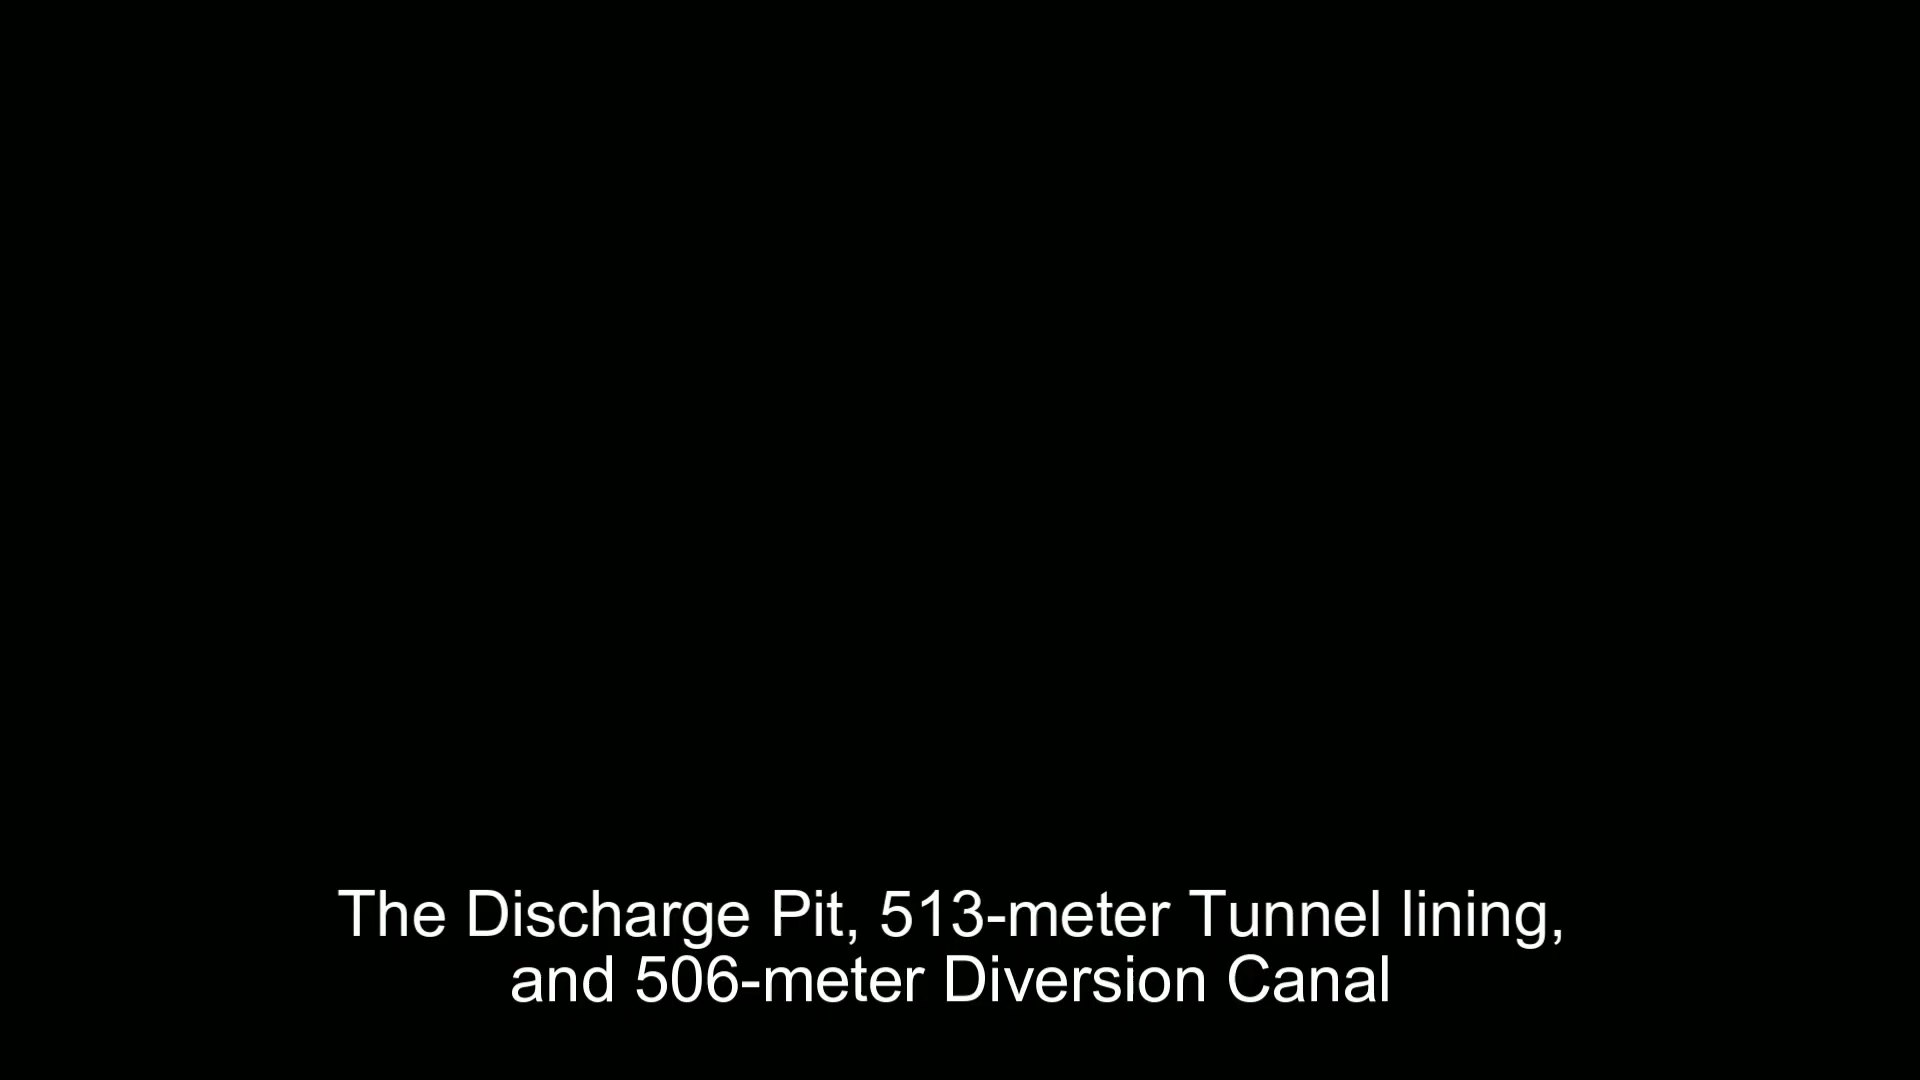 The Discharge Pit, 513-meter Tunnel lining,
and 506-meter Diversion Canal